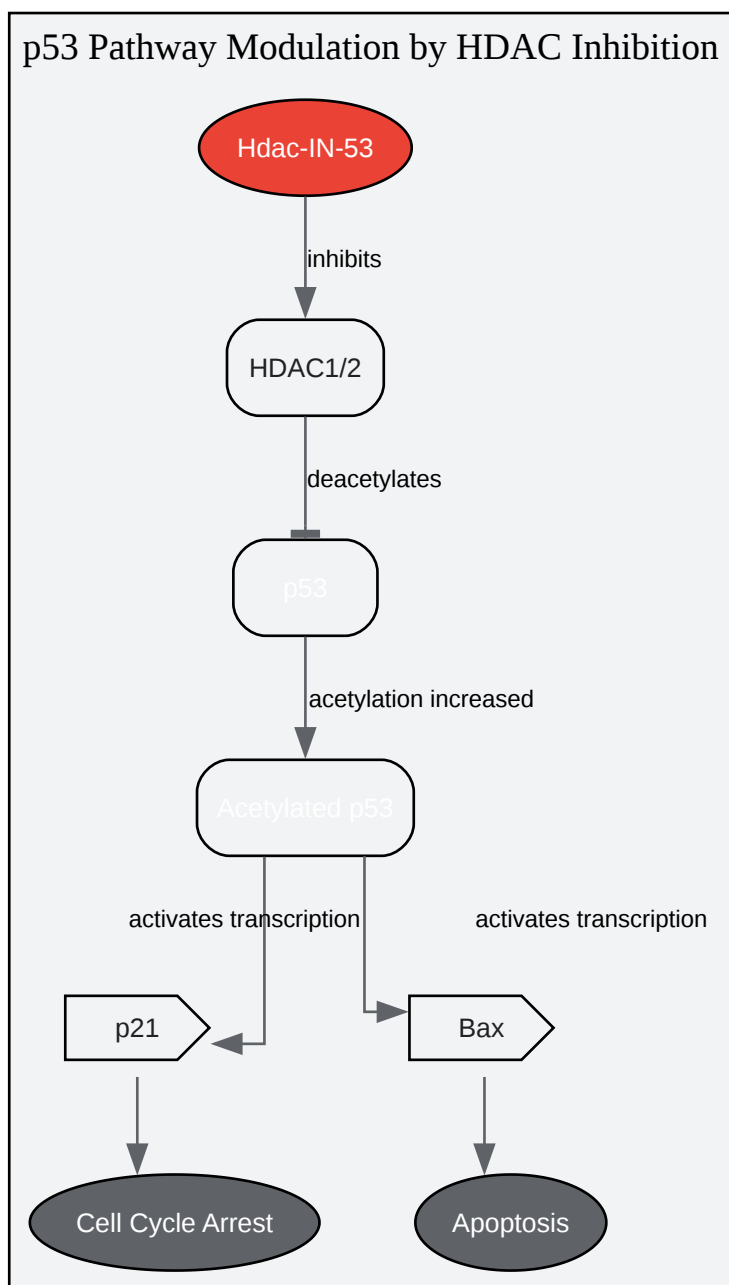 p53 Pathway Modulation by HDAC Inhibition
Hdac-IN-53
inhibits
HDAC1/2
deacetylates
p53
acetylation increased
Acetylated p53
activates transcription
activates transcription
p21
Bax
Cell Cycle Arrest
Apoptosis